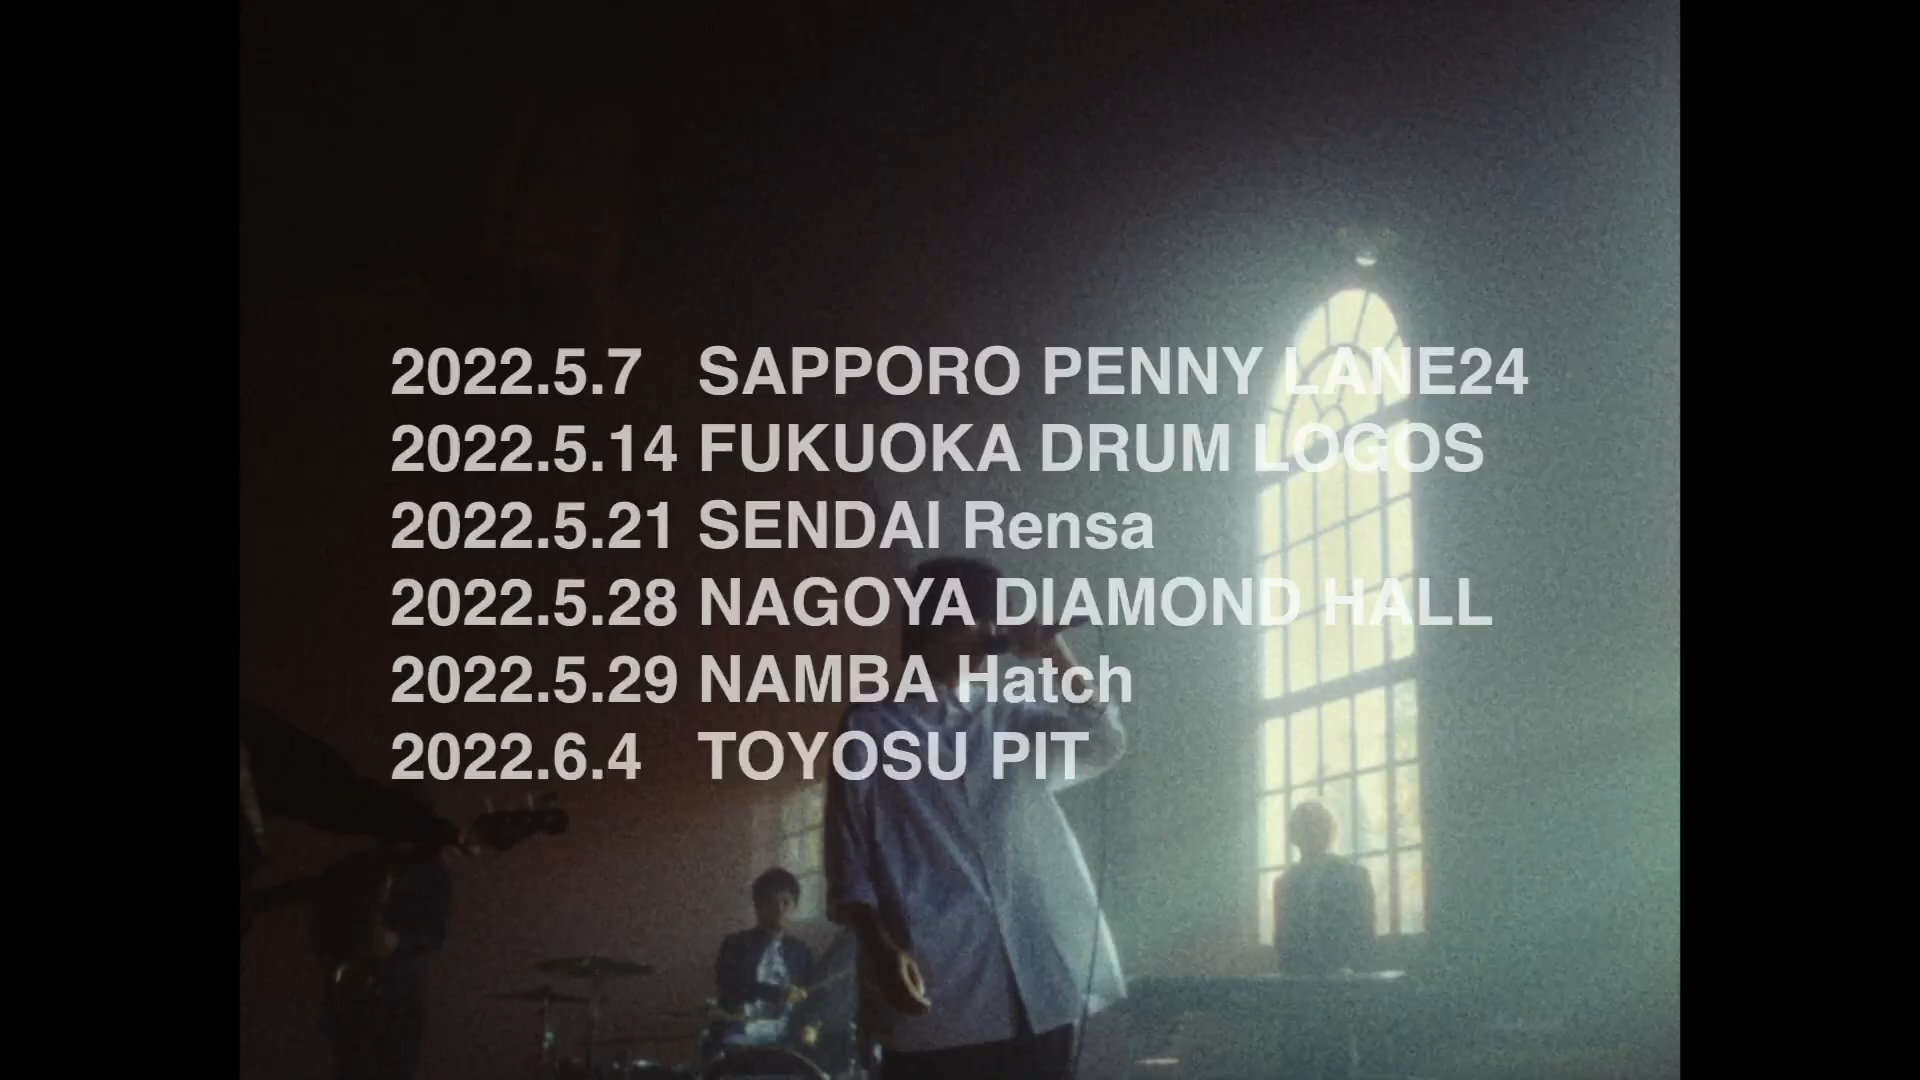 2022.5.7 SAPPORO PENNY LANE24
2022.5.14 FUKUOKA DRUM LOGOS
2022.5.21 SENDAI Rensa
2022.5.28 NAGOYA DIAMOND HALL
2022.5.29 NAMBA Hatch
2022.6.4 TOYOSU PIT